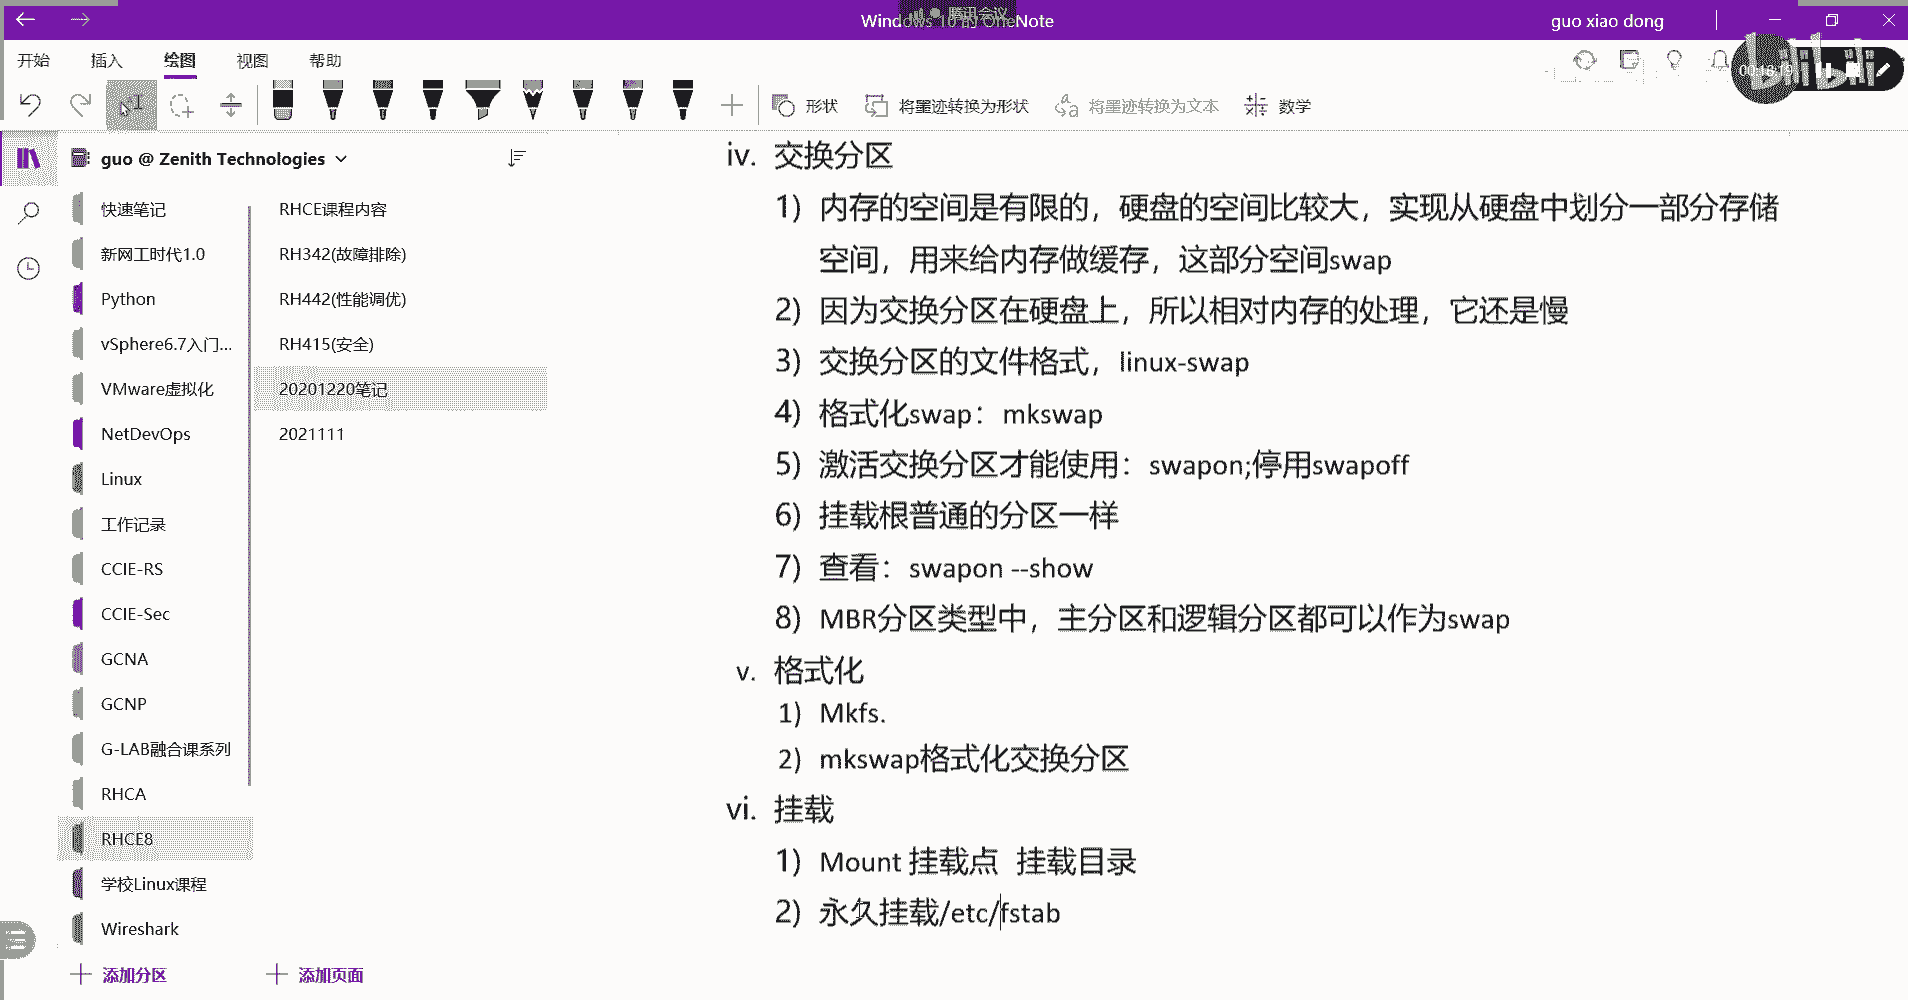 Windows 10 的 OneNote
腾讯会议
guo xiao dong
开始 插入 绘图 视图 帮助
bilibili
形状 将墨迹转换为形状 将墨迹转换为文本 数学
guo @ Zenith Technologies
快速笔记
新网工时代1.0
Python
vSphere6.7入门...
VMware虚拟化
NetDevOps
Linux
工作记录
CCIE-RS
CCIE-Sec
GCNA
GCNP
G-LAB融合课系列
RHCA
RHCE8
学校Linux课程
Wireshark
添加分区
RHCE课程内容
RH342(故障排除)
RH442(性能调优)
RH415(安全)
20201220笔记
2021111
添加页面
iv. 交换分区
1) 内存的空间是有限的，硬盘的空间比较大，实现从硬盘中划分一部分存储
空间，用来给内存做缓存，这部分空间swap
2) 因为交换分区在硬盘上，所以相对内存的处理，它还是慢
3) 交换分区的文件格式，linux-swap
4) 格式化swap：mkswap
5) 激活交换分区才能使用：swapon;停用swapoff
6) 挂载根普通的分区一样
7) 查看：swapon --show
8) MBR分区类型中，主分区和逻辑分区都可以作为swap
v. 格式化
1) Mkfs.
2) mkswap格式化交换分区
vi. 挂载
1) Mount 挂载点 挂载目录
2) 永久挂载/etc/fstab